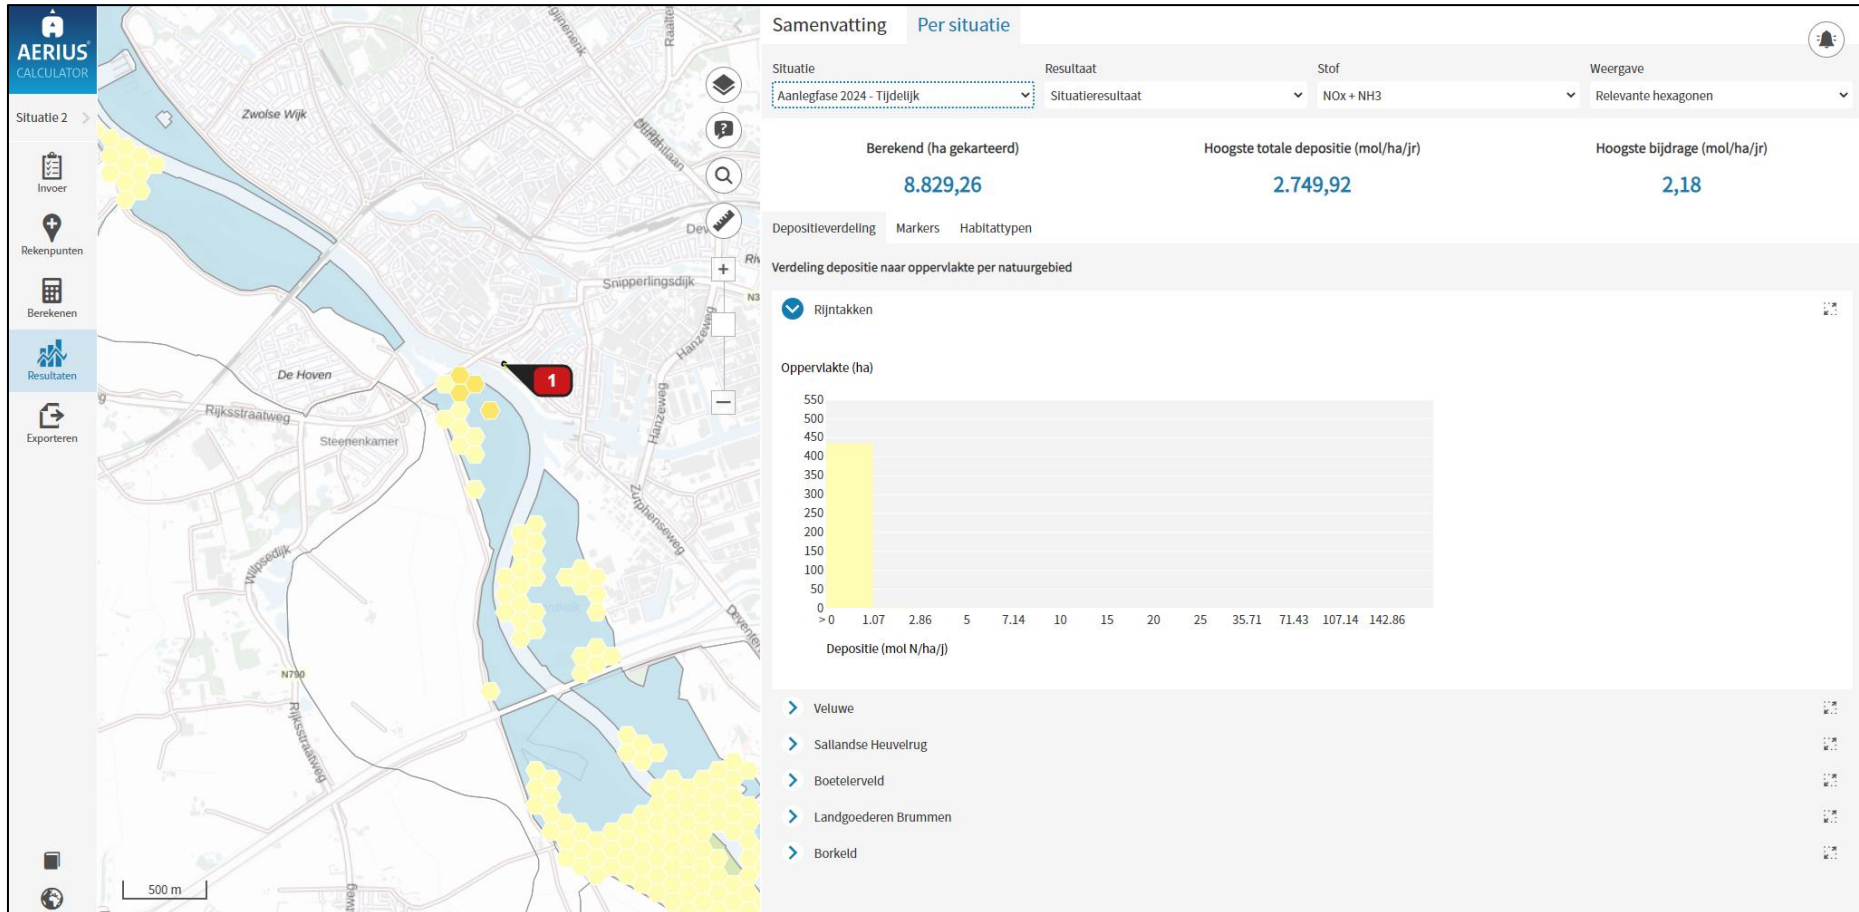 AERIUS
CALCULATOR
Situatie 2
Invoer
Rekenpunten
Berekenen
Resultaten
Exporteren
Raalte
Zwolse Wijk
Snipperlingsdijk
N3
Hanzeweg
De Hoven
1
Rijksstraatweg
Steenenkamer
Hanzeweg
Zutphenseweg
Wilpsedijk
N790
Rijksstraatweg
500 m
Samenvatting Per situatie
Situatie Resultaat Stof Weergave
Aanlegfase 2024 - Tijdelijk Situatieresultaat NOx + NH3 Relevante hexagonen
Berekend (ha gekarteerd) Hoogste totale depositie (mol/ha/jr) Hoogste bijdrage (mol/ha/jr)
8.829,26 2.749,92 2,18
Depositieverdeling Markers Habitattypen
Verdeling depositie naar oppervlakte per natuurgebied
Rijntakken
Oppervlakte (ha)
550
500
450
400
350
300
250
200
150
100
50
0
> 0 1.07 2.86 5 7.14 10 15 20 25 35.71 71.43 107.14 142.86
Depositie (mol N/ha/j)
Veluwe
Sallandse Heuvelrug
Boetelerveld
Landgoederen Brummen
Borkeld